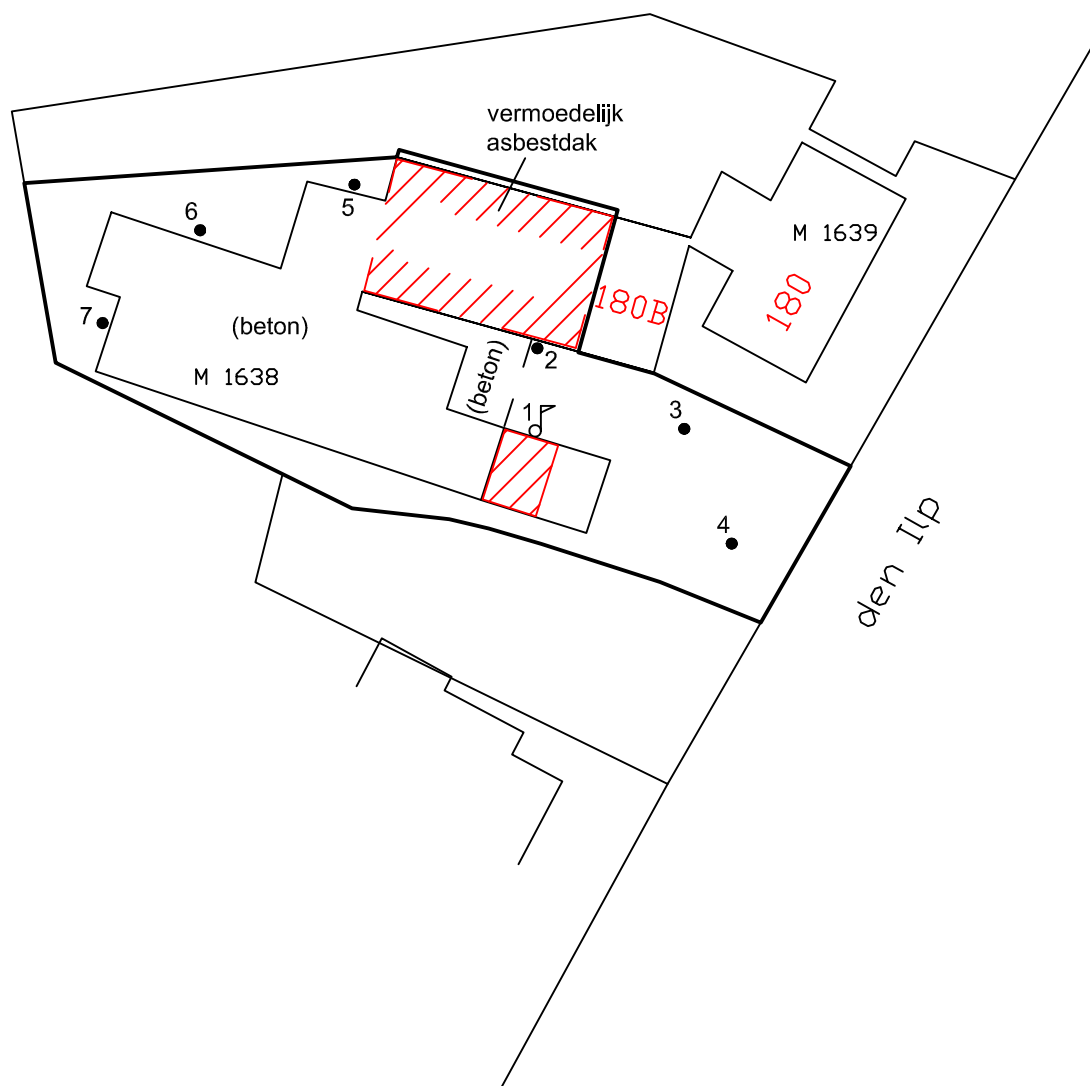 vermoedelijk
asbestdak
5
6
M 1639
180
180B
7
(beton)
2
(beton)
M 1638
1
3
4
den Ilp